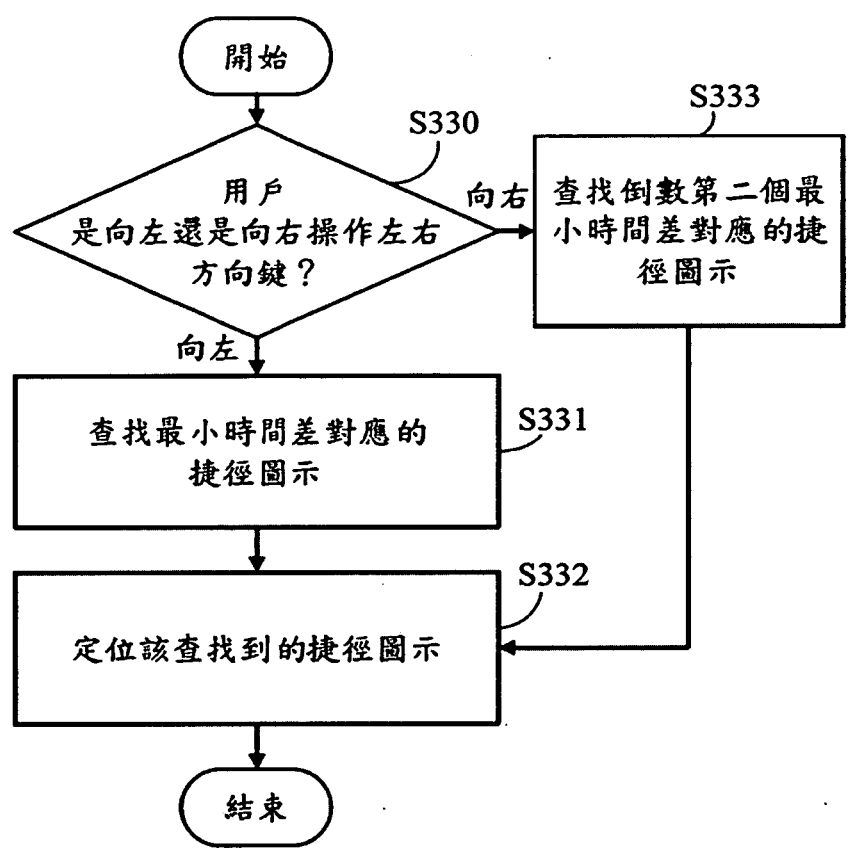 開始
S330
用戶
是向左還是向右操作左右
方向鍵？
向右
S333
查找倒數第二個最
小時間差對應的捷
徑圖示
向左
查找最小時間差對應的
捷徑圖示
S331
S332
定位該查找到的捷徑圖示
結束